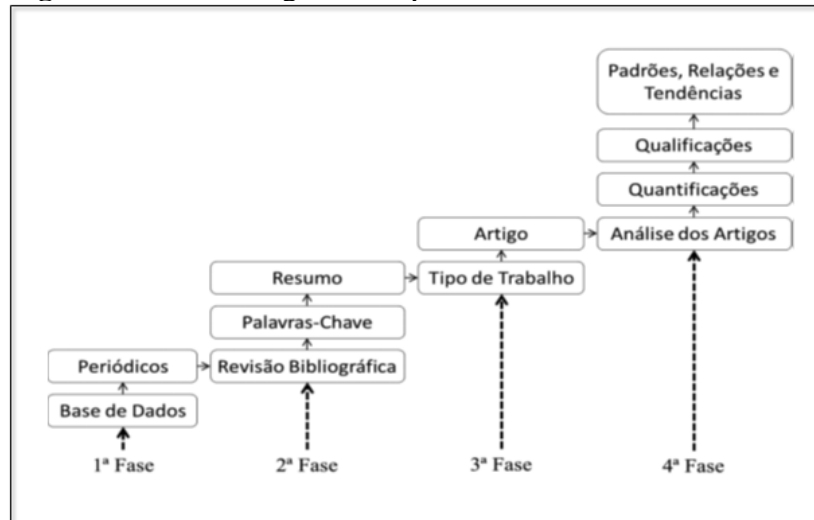 Padrões, Relações e
Tendências
Qualificações
Quantificações
Artigo
Análise dos Artigos
Resumo
Tipo de Trabalho
Palavras-Chave
Periódicos
Revisão Bibliográfica
Base de Dados
1ª Fase
2ª Fase
3ª Fase
4ª Fase